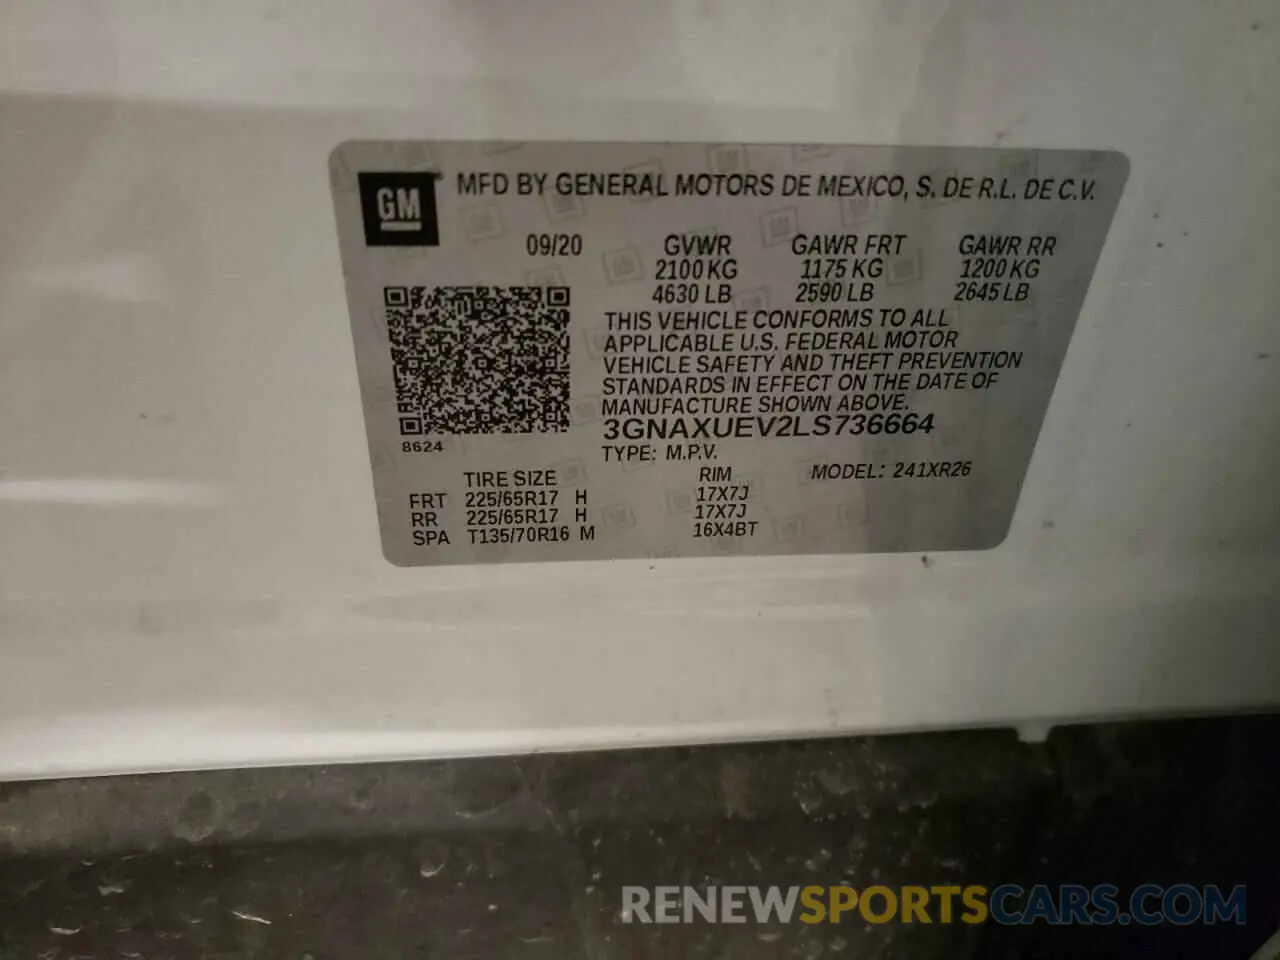 GM MFD BY GENERAL MOTORS DE MEXICO, S. DE R.L. DE C.V.
09/20 GVWR GAWR FRT GAWR RR
2100 KG 1175 KG 1200 KG
4630 LB 2590 LB 2645 LB
THIS VEHICLE CONFORMS TO ALL
APPLICABLE U.S. FEDERAL MOTOR
VEHICLE SAFETY AND THEFT PREVENTION
STANDARDS IN EFFECT ON THE DATE OF
MANUFACTURE SHOWN ABOVE.
3GNAXUEV2LS736664
8624
TYPE: M.P.V.
TIRE SIZE RIM MODEL: 241XR26
FRT 225/65R17 H 17X7J
RR 225/65R17 H 17X7J
SPA T135/70R16 M 16X4BT
RENEWSPORTSCARS.COM